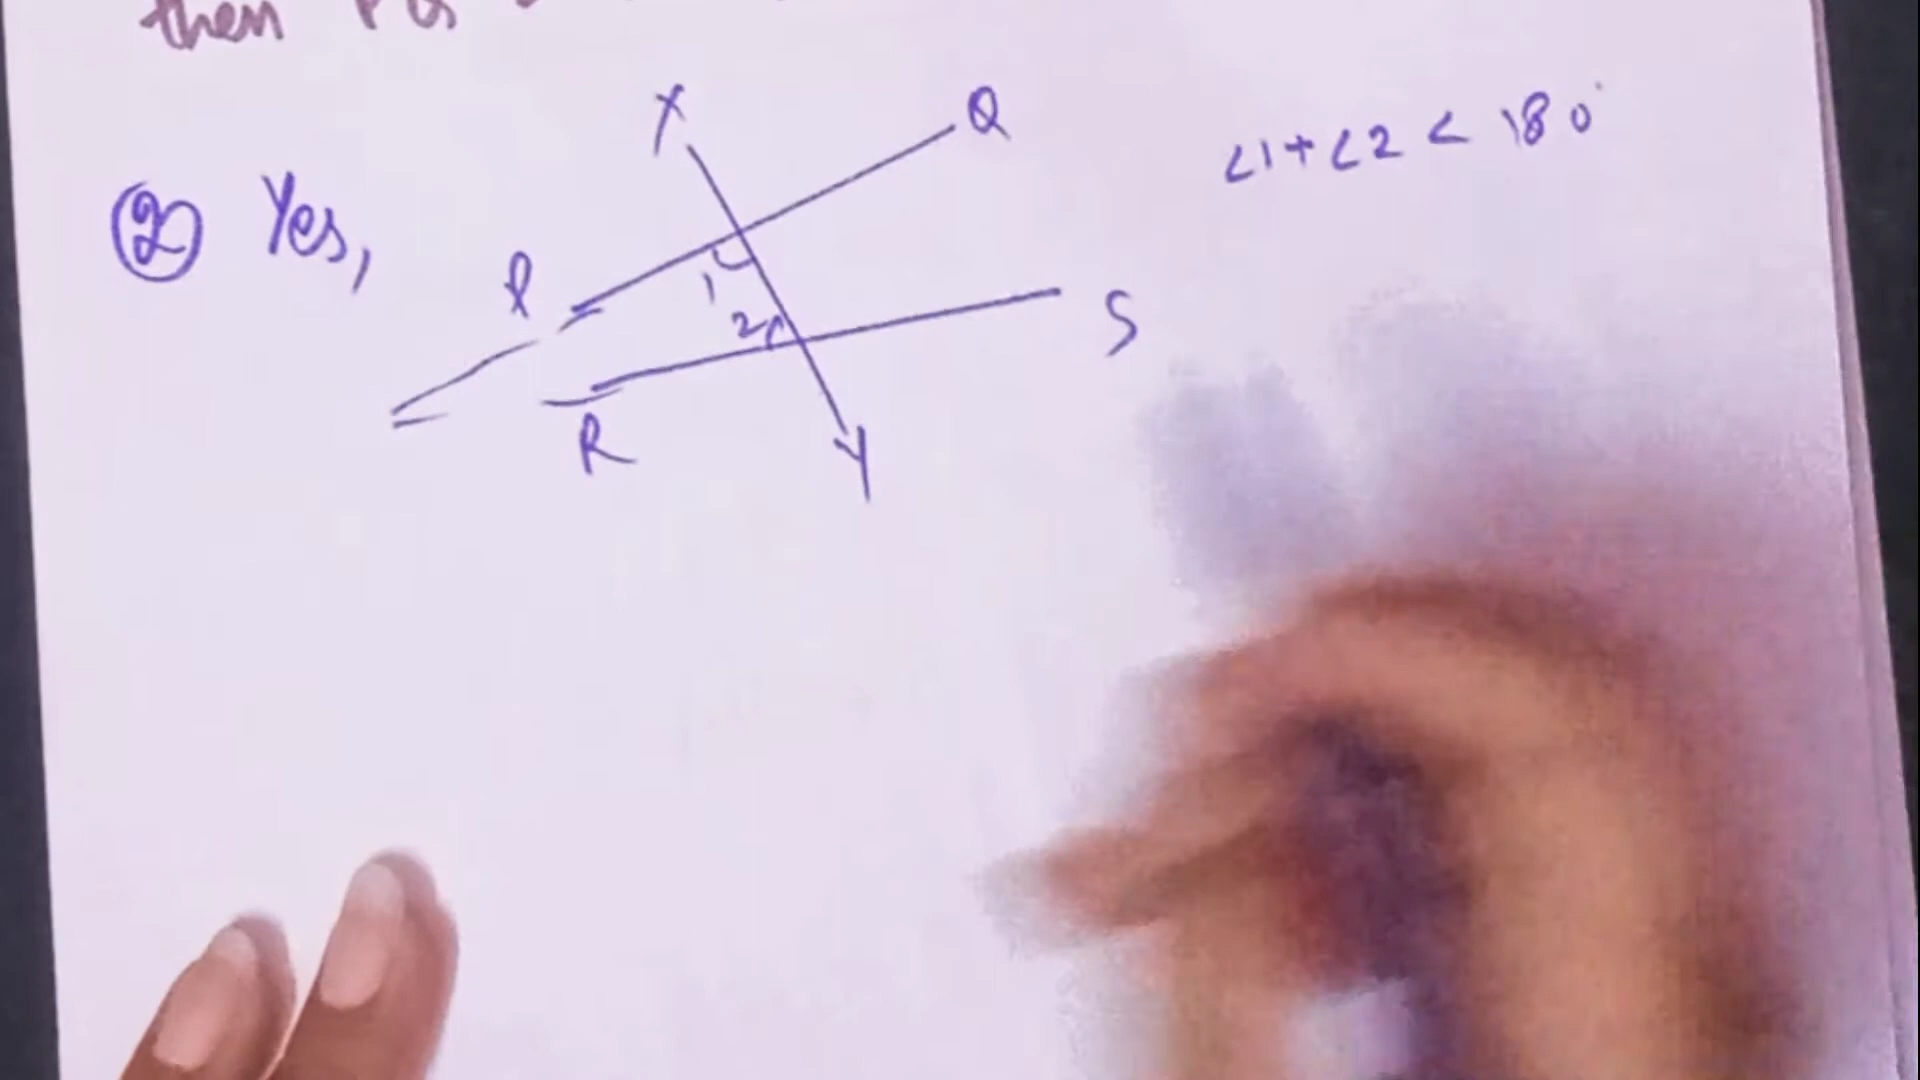 then
X Q
∠1+∠2 < 180°
② Yes,
P 1
2 S
R Y